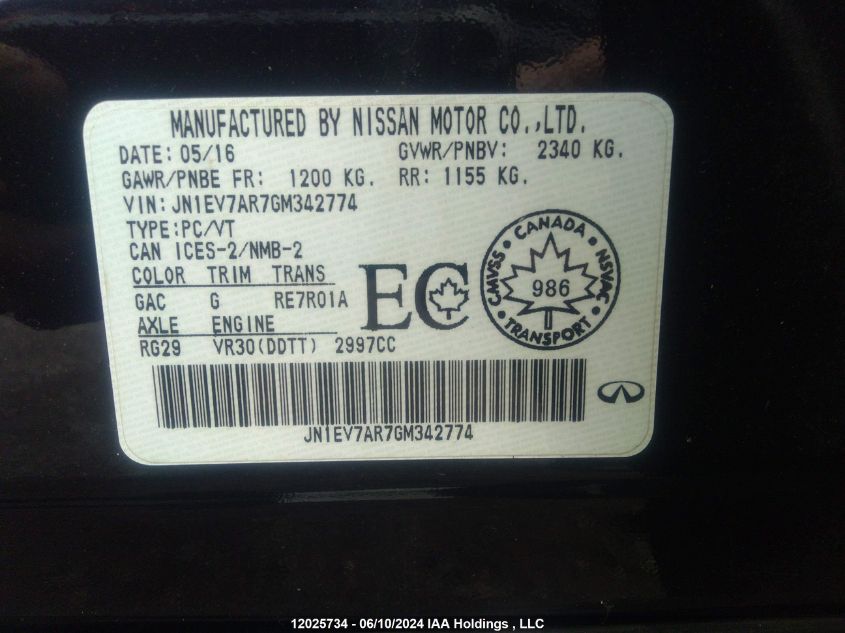 MANUFACTURED BY NISSAN MOTOR CO.,LTD.
DATE: 05/16 GVWR/PNBV: 2340 KG.
GAWR/PNBE FR: 1200 KG. RR: 1155 KG.
VIN: JN1EV7AR7GM342774
TYPE:PC/VT
CAN ICES-2/NMB-2
COLOR TRIM TRANS
GAC G RE7R01A
AXLE ENGINE
RG29 VR30(DDTT) 2997CC
EC
CANADA
CMVSS
NSVAC
986
TRANSPORT
JN1EV7AR7GM342774
12025734 - 06/10/2024 IAA Holdings , LLC